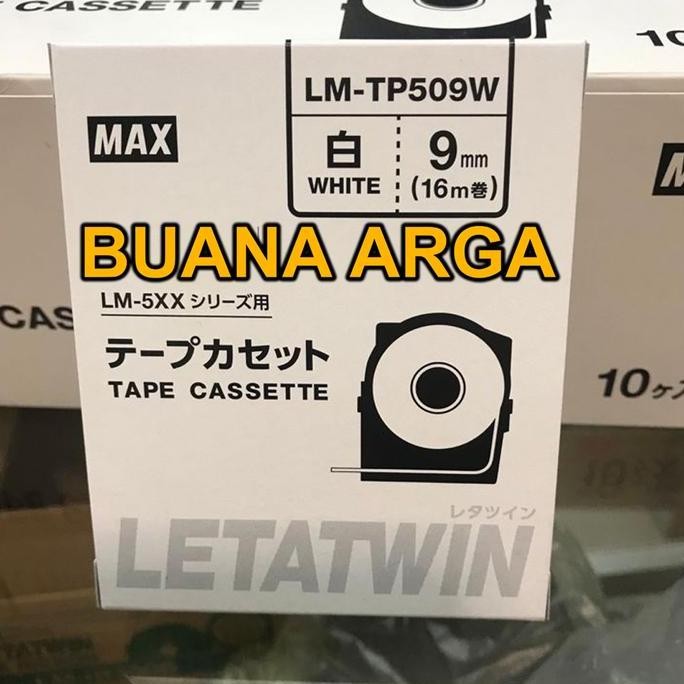 CASSETTE
10
LM-TP509W
MAX
白
WHITE
9mm
(16m巻)
BUANA ARGA
LM-5XX シリーズ用
CAS
テープカセット
TAPE CASSETTE
10ヶ入
レタツイン
LETATWIN